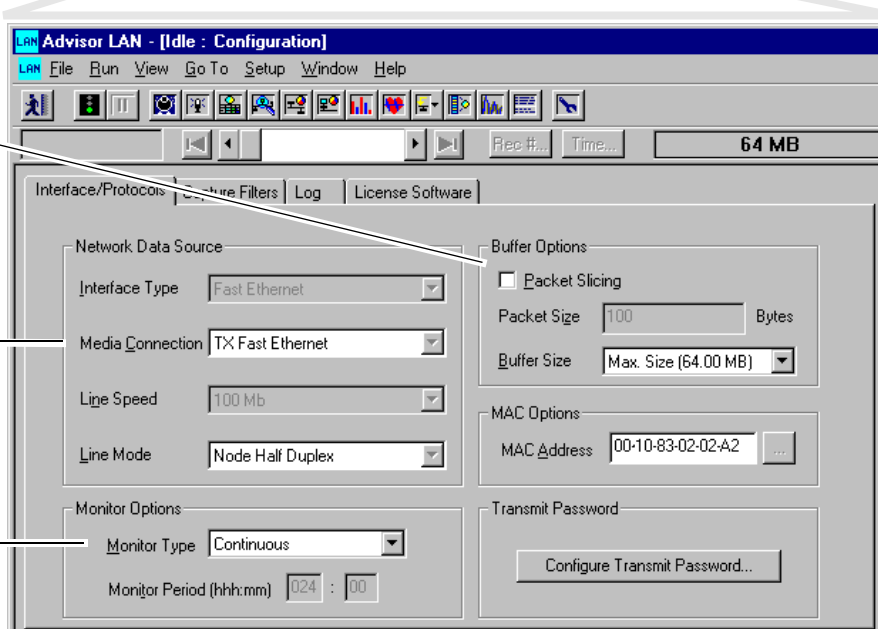 LAN Advisor LAN - [Idle : Configuration]
LAN File Run View Go To Setup Window Help
Rec #... Time... 64 MB
Interface/Protocols Capture Filters Log License Software
Network Data Source
Interface Type Fast Ethernet
Media Connection TX Fast Ethernet
Line Speed 100 Mb
Line Mode Node Half Duplex
Monitor Options
Monitor Type Continuous
Monitor Period (hhh:mm) 024 : 00
Buffer Options
Packet Slicing
Packet Size 100 Bytes
Buffer Size Max. Size (64.00 MB)
MAC Options
MAC Address 00-10-83-02-02-A2 ...
Transmit Password
Configure Transmit Password...